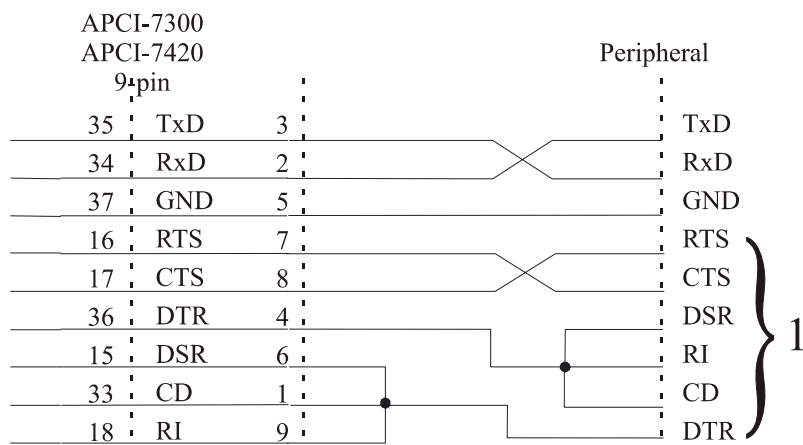 APCI-7300
APCI-7420 Peripheral
9-pin
35 TxD 3 TxD
34 RxD 2 RxD
37 GND 5 GND
16 RTS 7 RTS
17 CTS 8 CTS
36 DTR 4 DSR
15 DSR 6 RI
33 CD 1 CD
18 RI 9 DTR
1